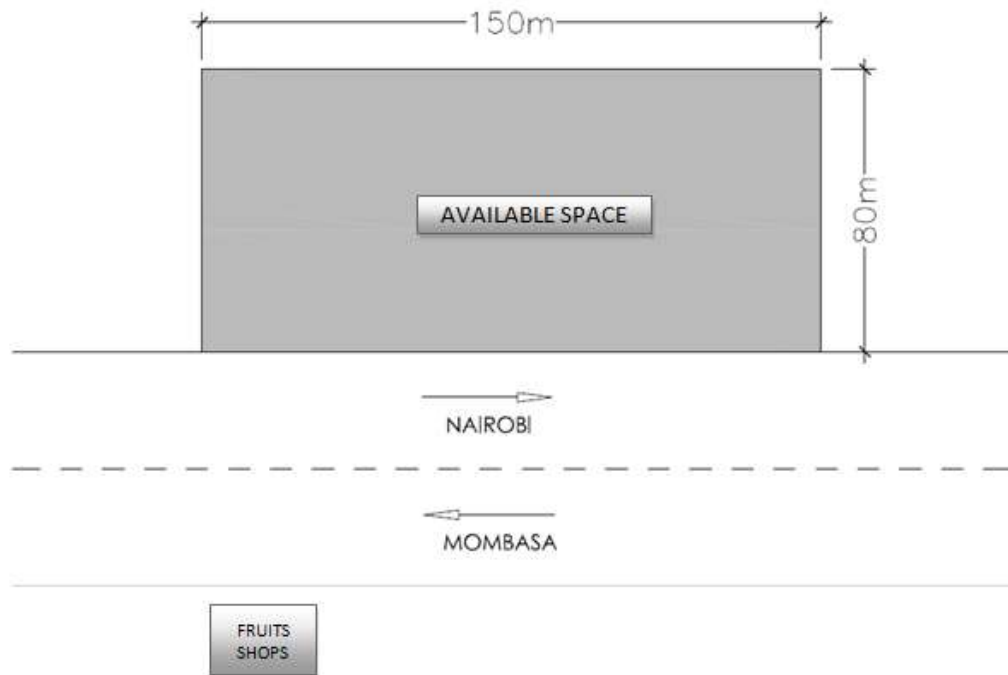 150m
AVAILABLE SPACE
80m
NAIROBI
MOMBASA
FRUITS
SHOPS